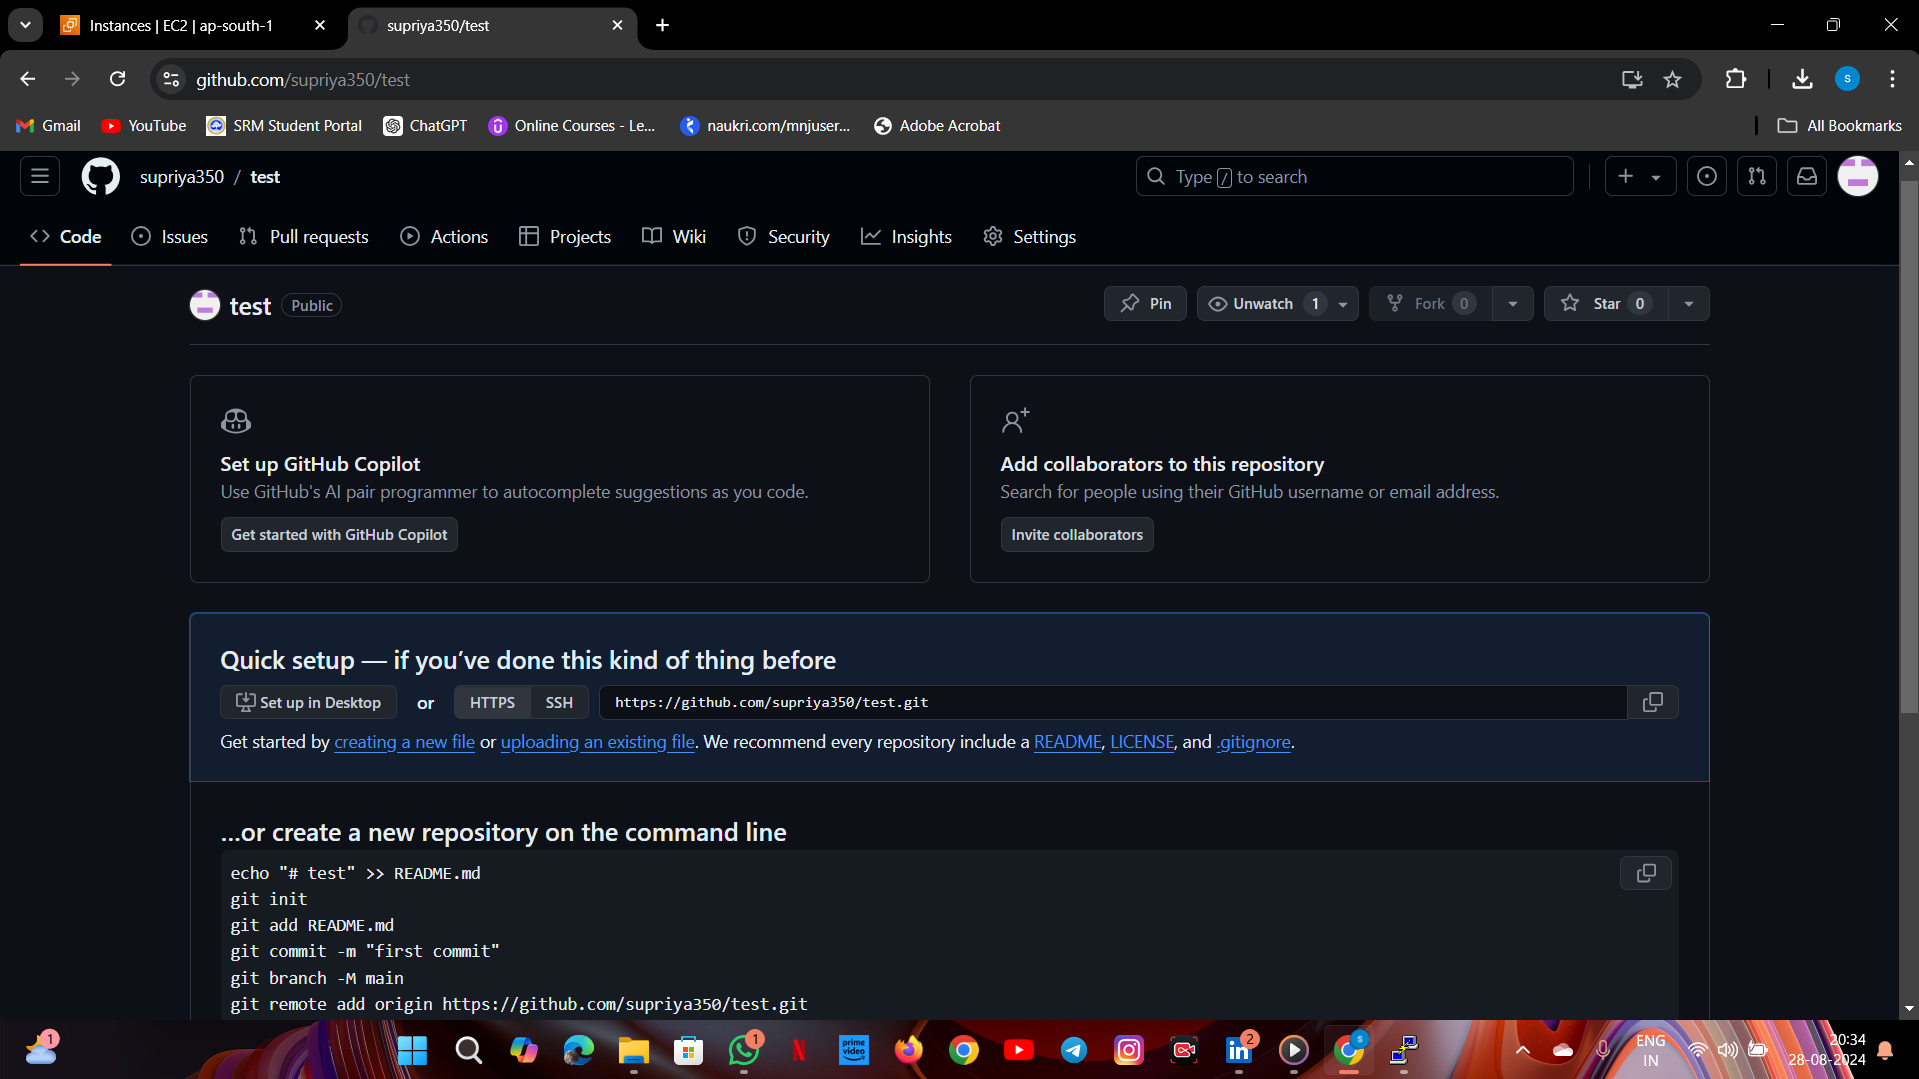 Instances | EC2 | ap-south-1
supriya350/test
github.com/supriya350/test
S
Gmail
YouTube
SRM Student Portal
ChatGPT
Online Courses - Le...
naukri.com/mnjuser...
Adobe Acrobat
All Bookmarks
supriya350 / test
Type / to search
Code
Issues
Pull requests
Actions
Projects
Wiki
Security
Insights
Settings
test Public
Pin
Unwatch 1
Fork 0
Star 0
Set up GitHub Copilot
Use GitHub's AI pair programmer to autocomplete suggestions as you code.
Get started with GitHub Copilot
Add collaborators to this repository
Search for people using their GitHub username or email address.
Invite collaborators
Quick setup — if you’ve done this kind of thing before
Set up in Desktop or HTTPS SSH https://github.com/supriya350/test.git
Get started by creating a new file or uploading an existing file. We recommend every repository include a README, LICENSE, and .gitignore.
…or create a new repository on the command line
echo "# test" >> README.md
git init
git add README.md
git commit -m "first commit"
git branch -M main
git remote add origin https://github.com/supriya350/test.git
1
1
N
prime video
in
2
S
ENG
IN
20:34
28-08-2024